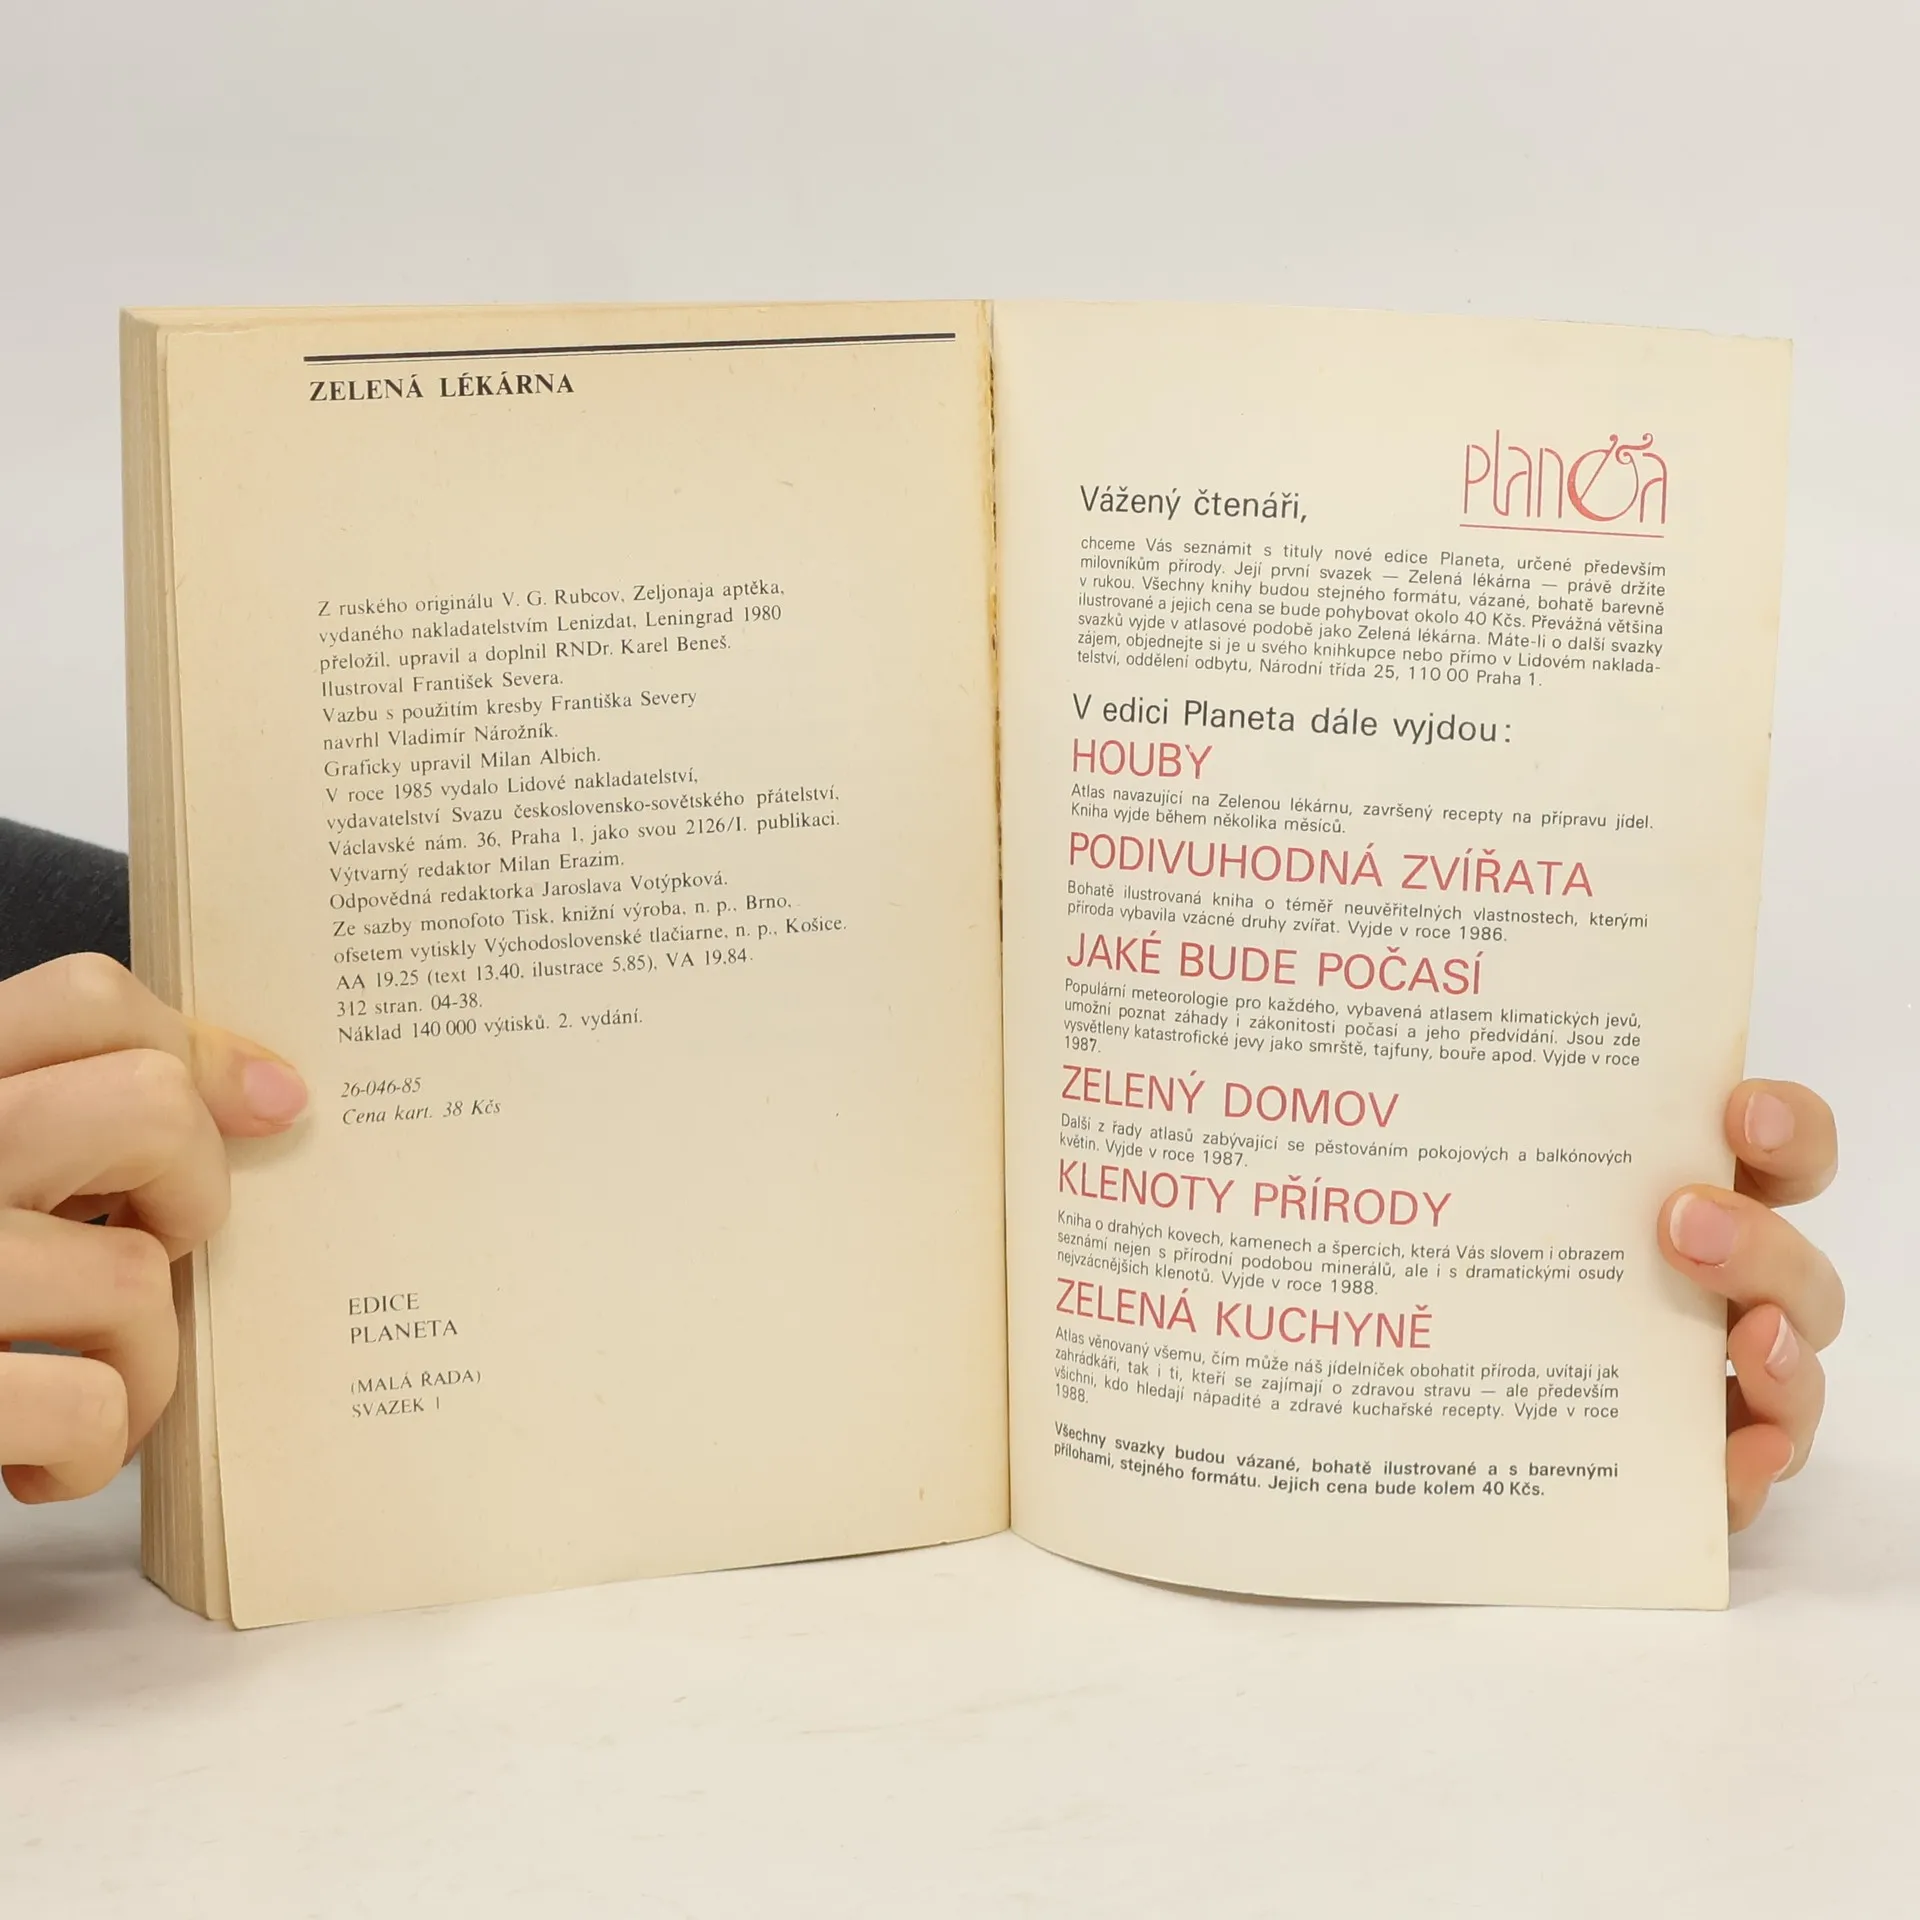 ZELENÁ LÉKÁRNA
Z ruského originálu V. G. Rubcov, Zeljonaja aptěka,
vydaného nakladatelstvím Lenizdat, Leningrad 1980
přeložil, upravil a doplnil RNDr. Karel Beneš.
Ilustroval František Severa.
Vazbu s použitím kresby Františka Severy
navrhl Vladimír Nárožník.
Graficky upravil Milan Albich.
V roce 1985 vydalo Lidové nakladatelství,
vydavatelství Svazu československo-sovětského přátelství,
Václavské nám. 36, Praha 1, jako svou 2126/I. publikaci.
Výtvarný redaktor Milan Erazim.
Odpovědná redaktorka Jaroslava Votýpková.
Ze sazby monofoto Tisk, knižní výroba, n. p., Brno,
ofsetem vytiskly Východoslovenské tlačiarne, n. p., Košice.
AA 19,25 (text 13,40, ilustrace 5,85), VA 19,84.
312 stran. 04-38.
Náklad 140 000 výtisků. 2. vydání.
26-046-85
Cena kart. 38 Kčs
EDICE
PLANETA
(MALÁ ŘADA)
SVAZEK 1
Planeta
Vážený čtenáři,
chceme Vás seznámit s tituly nové edice Planeta, určené především
milovníkům přírody. Její první svazek — Zelená lékárna — právě držíte
v rukou. Všechny knihy budou stejného formátu, vázané, bohatě barevně
ilustrované a jejich cena se bude pohybovat okolo 40 Kčs. Převážná většina
svazků vyjde v atlasové podobě jako Zelená lékárna. Máte-li o další svazky
zájem, objednejte si je u svého knihkupce nebo přímo v Lidovém naklada-
telství, oddělení odbytu, Národní třída 25, 110 00 Praha 1.
V edici Planeta dále vyjdou:
HOUBY
Atlas navazující na Zelenou lékárnu, završený recepty na přípravu jídel.
Kniha vyjde během několika měsíců.
PODIVUHODNÁ ZVÍŘATA
Bohatě ilustrovaná kniha o téměř neuvěřitelných vlastnostech, kterými
příroda vybavila vzácné druhy zvířat. Vyjde v roce 1986.
JAKÉ BUDE POČASÍ
Populární meteorologie pro každého, vybavená atlasem klimatických jevů,
umožní poznat záhady i zákonitosti počasí a jeho předvídání. Jsou zde
vysvětleny katastrofické jevy jako smrště, tajfuny, bouře apod. Vyjde v roce
1987.
ZELENÝ DOMOV
Další z řady atlasů zabývající se pěstováním pokojových a balkónových
květin. Vyjde v roce 1987.
KLENOTY PŘÍRODY
Kniha o drahých kovech, kamenech a špercích, která Vás slovem i obrazem
seznámí nejen s přírodní podobou minerálů, ale i s dramatickými osudy
nejvzácnějších klenotů. Vyjde v roce 1988.
ZELENÁ KUCHYNĚ
Atlas věnovaný všemu, čím může náš jídelníček obohatit příroda, uvítají jak
zahrádkáři, tak i ti, kteří se zajímají o zdravou stravu — ale především
všichni, kdo hledají nápadité a zdravé kuchařské recepty. Vyjde v roce
1988.
Všechny svazky budou vázané, bohatě ilustrované a s barevnými
přílohami, stejného formátu. Jejich cena bude kolem 40 Kčs.